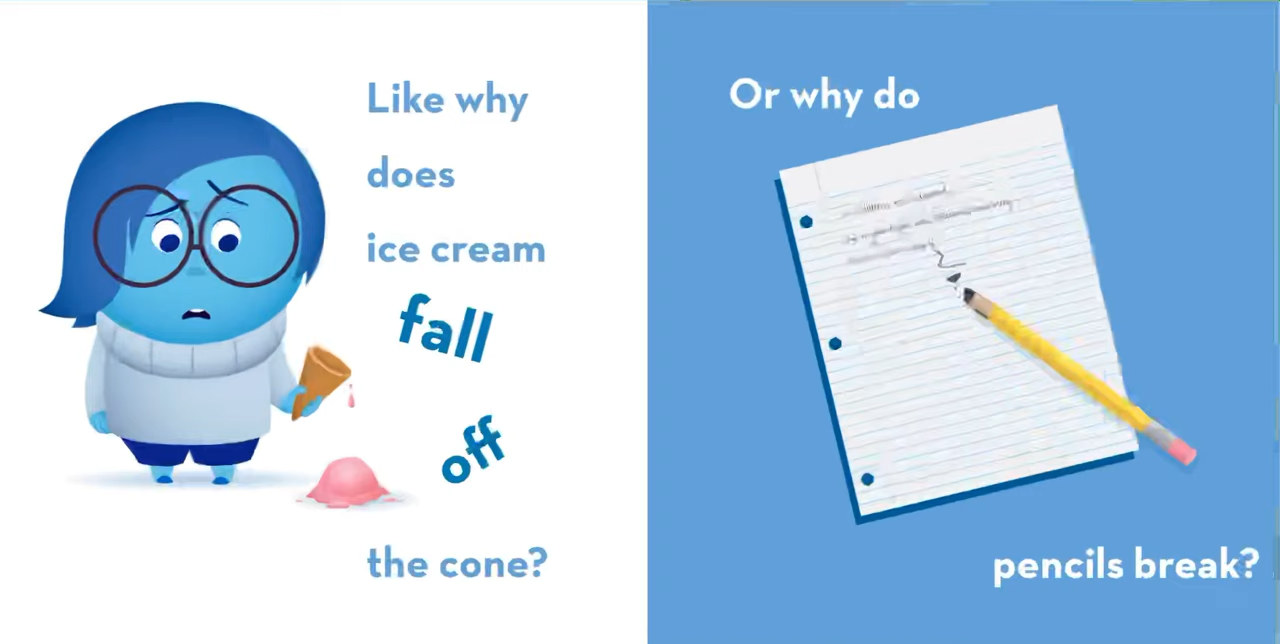 Like why
does
ice cream
fall
off
the cone?
Or why do
pencils break?